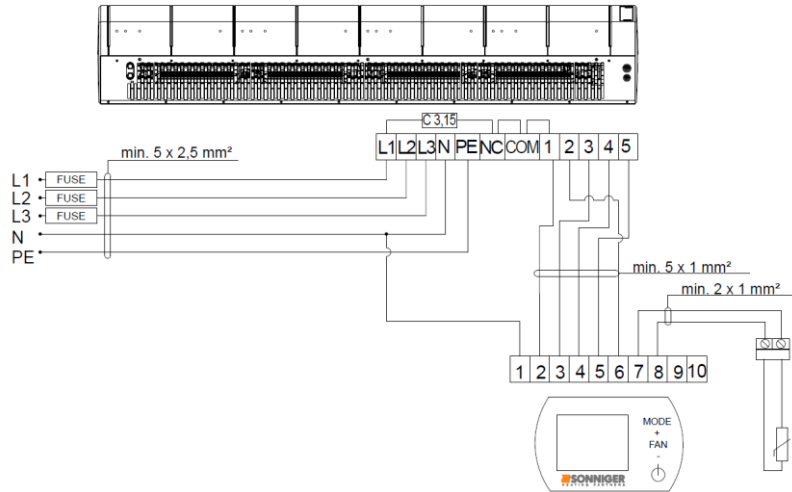 C 3,15
L1 L2 L3 N PE NC COM 1 2 3 4 5
min. 5 x 2,5 mm²
L1 FUSE
L2 FUSE
L3 FUSE
N
PE
min. 5 x 1 mm²
min. 2 x 1 mm²
1 2 3 4 5 6 7 8 9 10
MODE
+
FAN
-
SONNIGER
HEATING PARTNERS